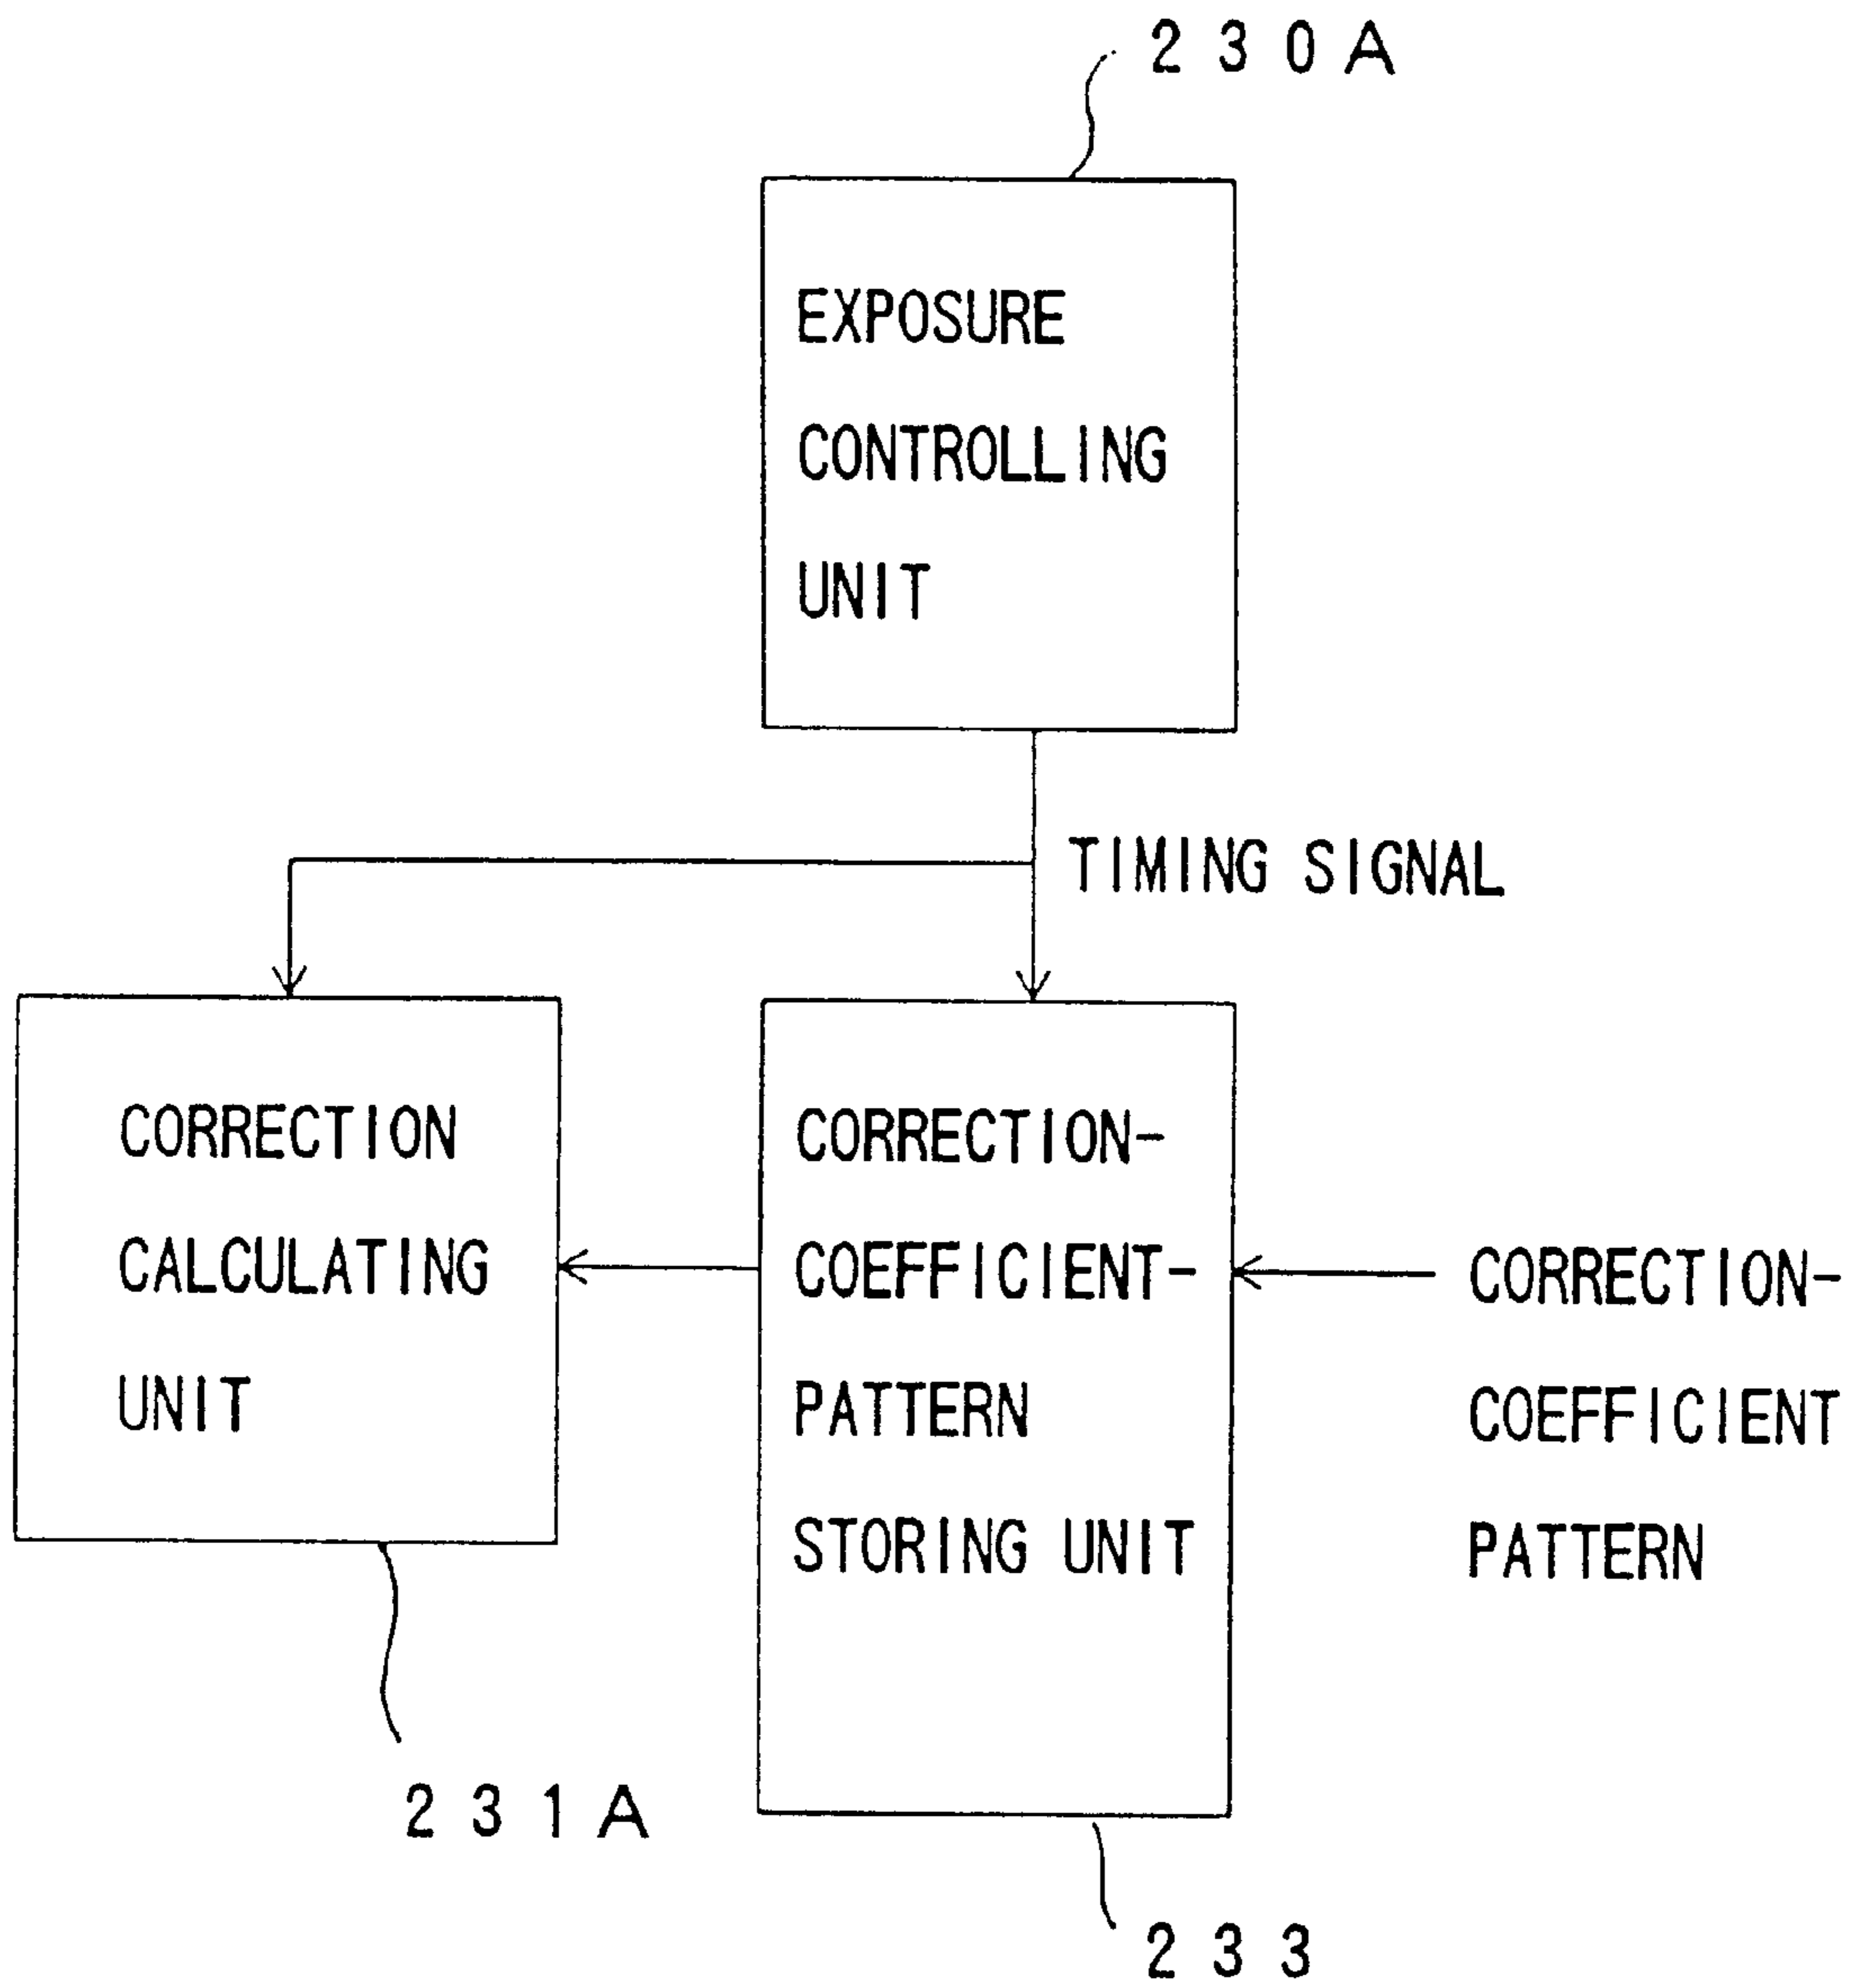 230A
EXPOSURE
CONTROLLING
UNIT
TIMING SIGNAL
CORRECTION
CALCULATING
UNIT
231A
CORRECTION-
COEFFICIENT-
PATTERN
STORING UNIT
233
CORRECTION-
COEFFICIENT
PATTERN